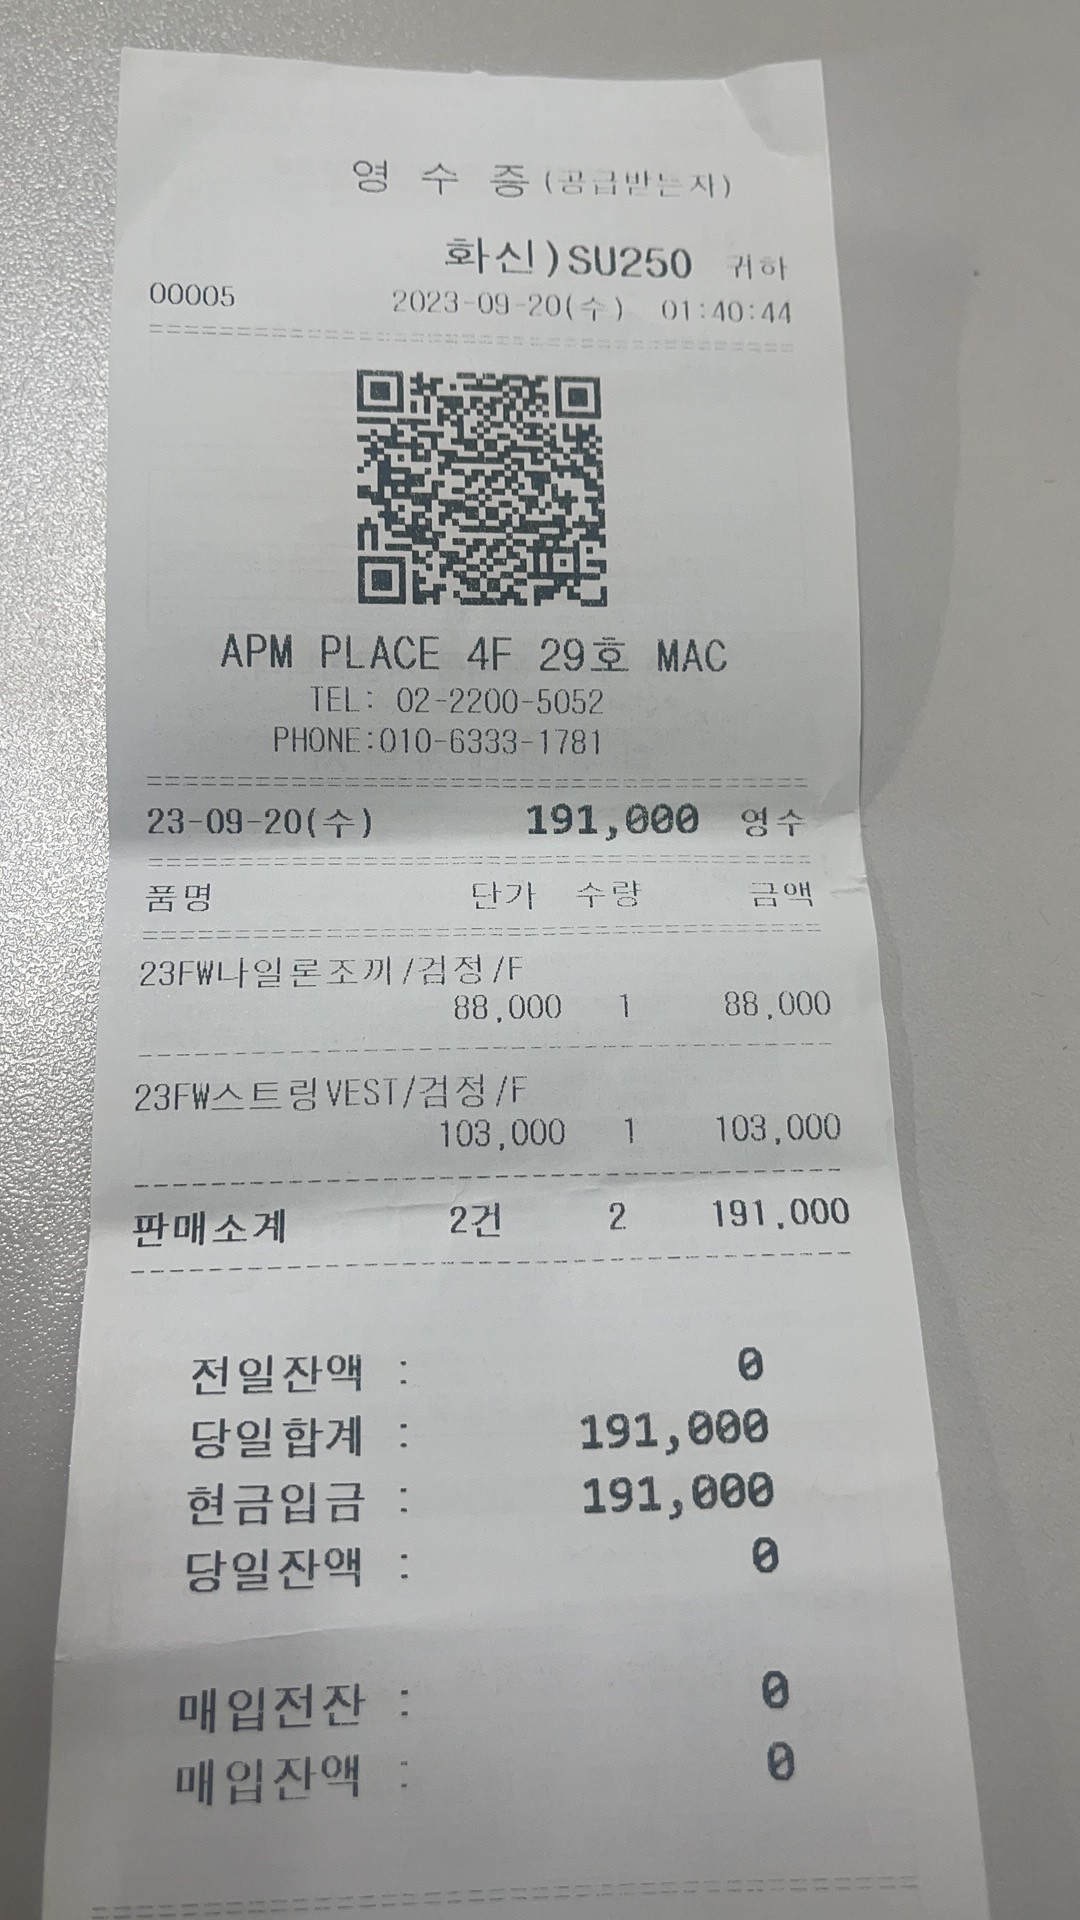 영 수 증(공급받는자)
화신)SU250 귀하
00005 2023-09-20(수) 01:40:44
APM PLACE 4F 29호 MAC
TEL: 02-2200-5052
PHONE:010-6333-1781
23-09-20(수) 191,000 영수
품명 단가 수량 금액
23FW나일론조끼/검정/F
88,000 1 88,000
23FW스트링VEST/검정/F
103,000 1 103,000
판매소계 2건 2 191,000
전일잔액 : 0
당일합계 : 191,000
현금입금 : 191,000
당일잔액 : 0
매입전잔 : 0
매입잔액 : 0